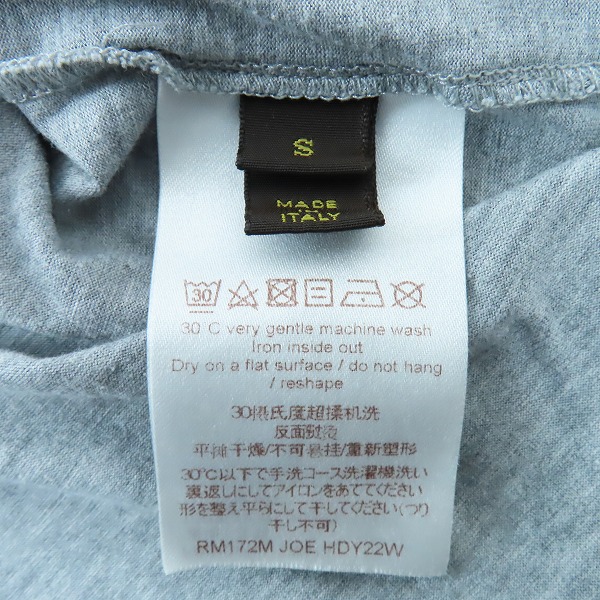 S
MADE
IN
ITALY
30
30 C very gentle machine wash
Iron inside out
Dry on a flat surface / do not hang
/ reshape
30摄氏度超揉机洗
反面熨烫
平摊干燥/不可悬挂/重新塑形
30℃以下で手洗コース洗濯機洗い
裏返しにしてアイロンをあててください
形を整え平らにして干してください(つり
干し不可)
RM172M JOE HDY22W